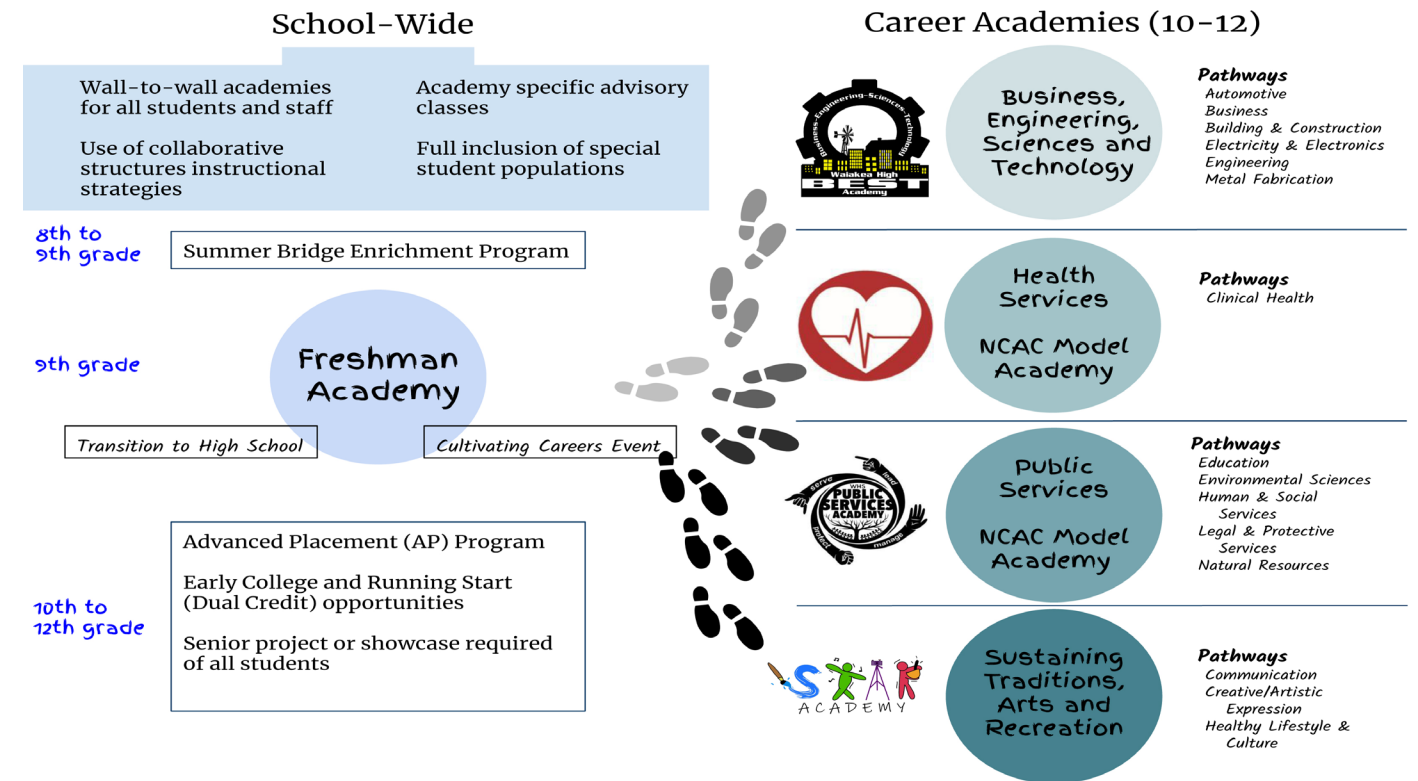 School-Wide
Wall-to-wall academies
for all students and staff
Use of collaborative
structures instructional
strategies
Academy specific advisory
classes
Full inclusion of special
student populations
8th to
9th grade
Summer Bridge Enrichment Program
9th grade
Freshman
Academy
Transition to High School
Cultivating Careers Event
10th to
12th grade
Advanced Placement (AP) Program
Early College and Running Start
(Dual Credit) opportunities
Senior project or showcase required
of all students
Career Academies (10-12)
Business-Engineering-Sciences-Technology
Waiakea High
BEST
Academy
Business,
Engineering,
Sciences and
Technology
Pathways
Automotive
Business
Building & Construction
Electricity & Electronics
Engineering
Metal Fabrication
Health
Services
NCAC Model
Academy
Pathways
Clinical Health
serve
lead
WHS
PUBLIC
SERVICES
ACADEMY
protect
manage
Public
Services
NCAC Model
Academy
Pathways
Education
Environmental Sciences
Human & Social
Services
Legal & Protective
Services
Natural Resources
STAR
ACADEMY
Sustaining
Traditions,
Arts and
Recreation
Pathways
Communication
Creative/Artistic
Expression
Healthy Lifestyle &
Culture